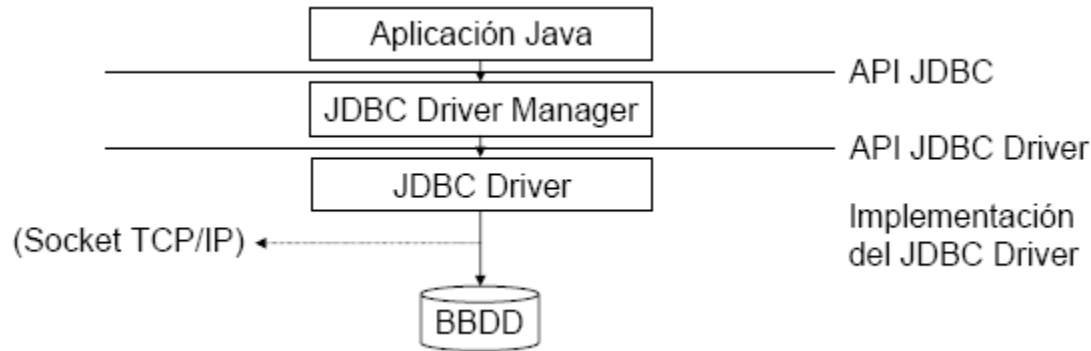 Aplicación Java
API JDBC
JDBC Driver Manager
API JDBC Driver
JDBC Driver
Implementación
del JDBC Driver
(Socket TCP/IP)
BBDD